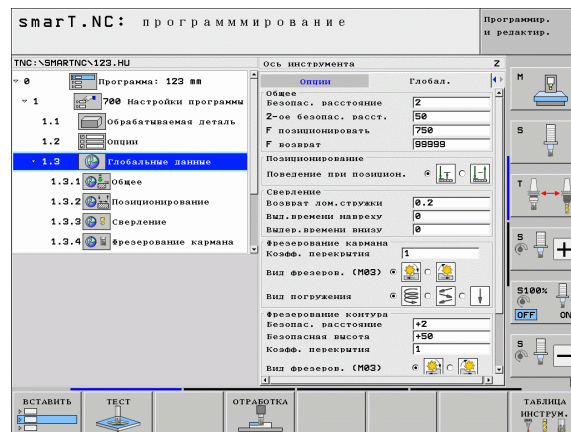 smarT.NC: программмирование
Программир.
и редактир.
TNC:\SMARTNC\123.HU
Ось инструмента Z
0 Программа: 123 mm
1 700 Настройки программы
1.1 Обрабатываемая деталь
1.2 Опции
1.3 Глобальные данные
1.3.1 Общее
1.3.2 Позиционирование
1.3.3 Сверление
1.3.4 Фрезерование кармана
Опции Глобал.
Общее
Безопас. расстояние 2
2-ое безопас. расст. 50
F позиционировать 750
F возврат 99999
Позиционирование
Поведение при позицион.
Сверление
Возврат лом.стружки 0.2
Выд.времени навреху 0
Выдер.времени внизу 0
Фрезерование кармана
Коэфф. перекрытия 1
Вид фрезеров. (M03)
Вид погружения
Фрезерование контура
Безопас. расстояние +2
Безопасная высота +50
Коэфф. перекрытия 1
Вид фрезеров. (M03)
M
S
T
S
S100%
OFF ON
S
ВСТАВИТЬ
ТЕСТ
ОТРАБОТКА
ТАБЛИЦА
ИНСТРУМ.